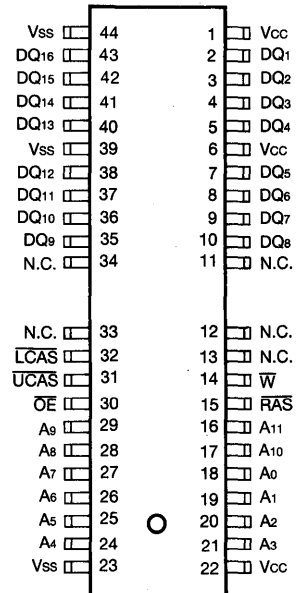 Vss 44 1 Vcc
DQ16 43 2 DQ1
DQ15 42 3 DQ2
DQ14 41 4 DQ3
DQ13 40 5 DQ4
Vss 39 6 Vcc
DQ12 38 7 DQ5
DQ11 37 8 DQ6
DQ10 36 9 DQ7
DQ9 35 10 DQ8
N.C. 34 11 N.C.
N.C. 33 12 N.C.
L̅C̅A̅S̅ 32 13 N.C.
U̅C̅A̅S̅ 31 14 W̅
O̅E̅ 30 15 R̅A̅S̅
A9 29 16 A11
A8 28 17 A10
A7 27 18 A0
A6 26 19 A1
A5 25 20 A2
A4 24 21 A3
Vss 23 22 Vcc